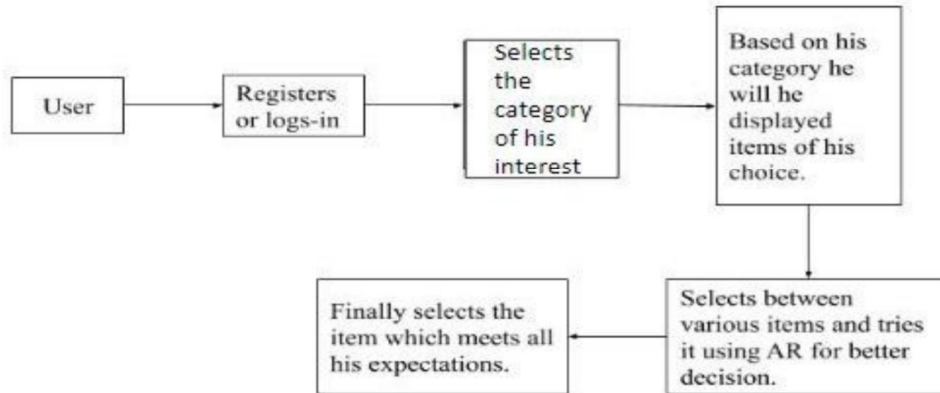 User
Registers
or logs-in
Selects
the
category
of his
interest
Based on his
category he
will he
displayed
items of his
choice.
Selects between
various items and tries
it using AR for better
decision.
Finally selects the
item which meets all
his expectations.